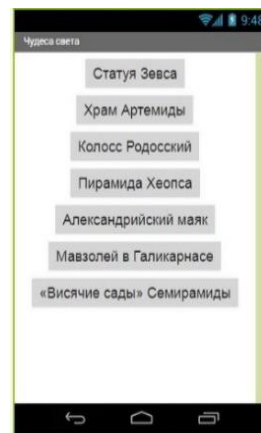 9:48
Чудеса света
Статуя Зевса
Храм Артемиды
Колосс Родосский
Пирамида Хеопса
Александрийский маяк
Мавзолей в Галикарнасе
«Висячие сады» Семирамиды